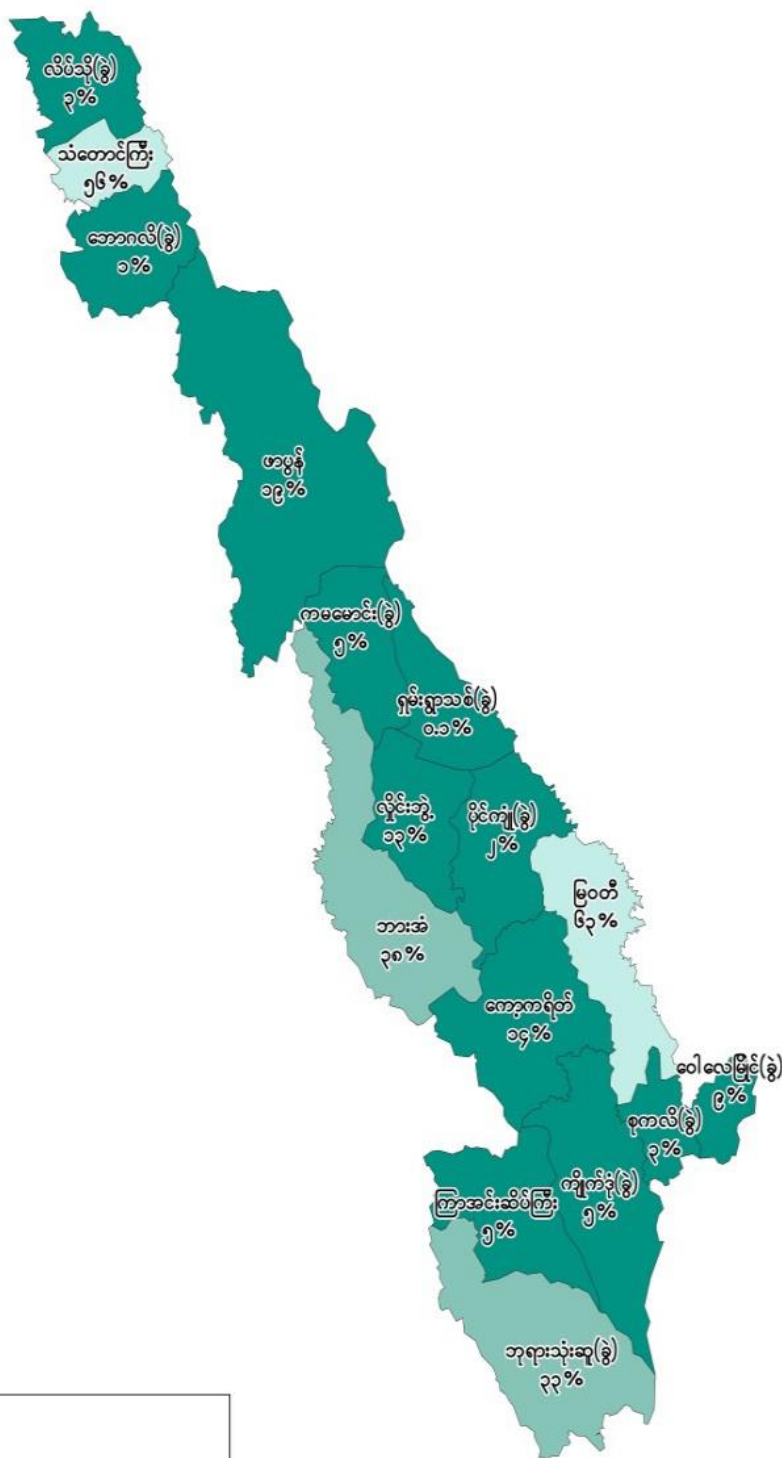 လိပ်သို(ခွဲ)
၃%
သံတောင်ကြီး
၅၆%
ဘောဂလိ(ခွဲ)
၁%
ဖာပွန်
၁၉%
ကမမောင်း(ခွဲ)
၅%
ရှမ်းရွာသစ်(ခွဲ)
၀.၁%
လှိုင်းဘွဲ့
၁၃%
ပိုင်ကျုံ(ခွဲ)
၂%
မြဝတီ
၆၃%
ဘားအံ
၃၈%
ကော့ကရိတ်
၁၄%
ဝေါလေမြိုင်(ခွဲ)
၉%
စုကလိ(ခွဲ)
၃%
ကျိုက်ဒုံ(ခွဲ)
၅%
ကြာအင်းဆိပ်ကြီး
၅%
ဘုရားသုံးဆူ(ခွဲ)
၃၃%